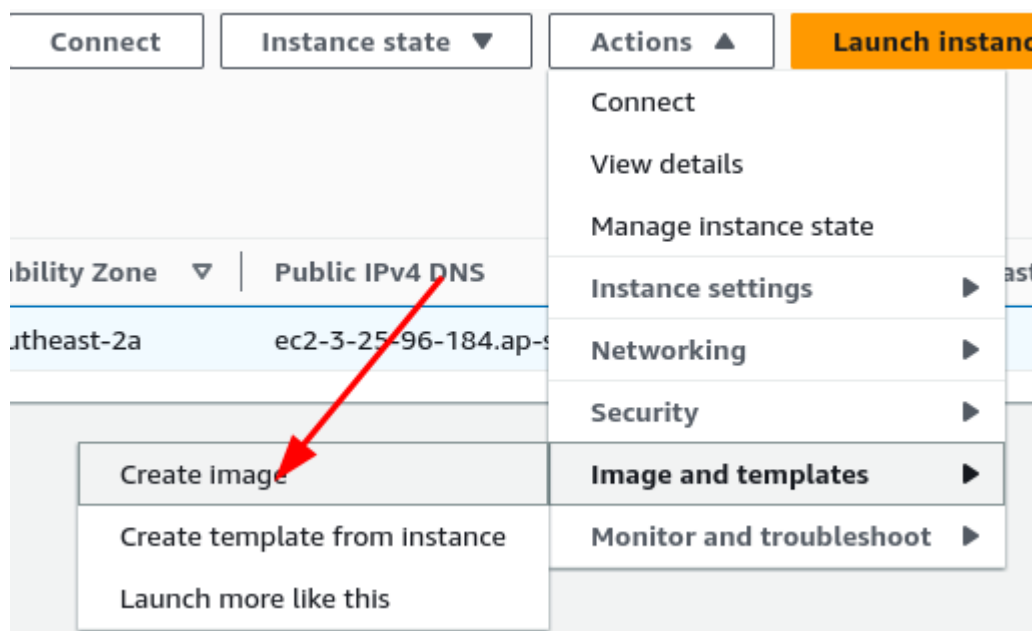 Connect Instance state Actions Launch instanc
Connect
View details
Manage instance state
bility Zone Public IPv4 DNS ast
Instance settings
utheast-2a ec2-3-25-96-184.ap-s
Networking
Security
Create image Image and templates
Create template from instance Monitor and troubleshoot
Launch more like this